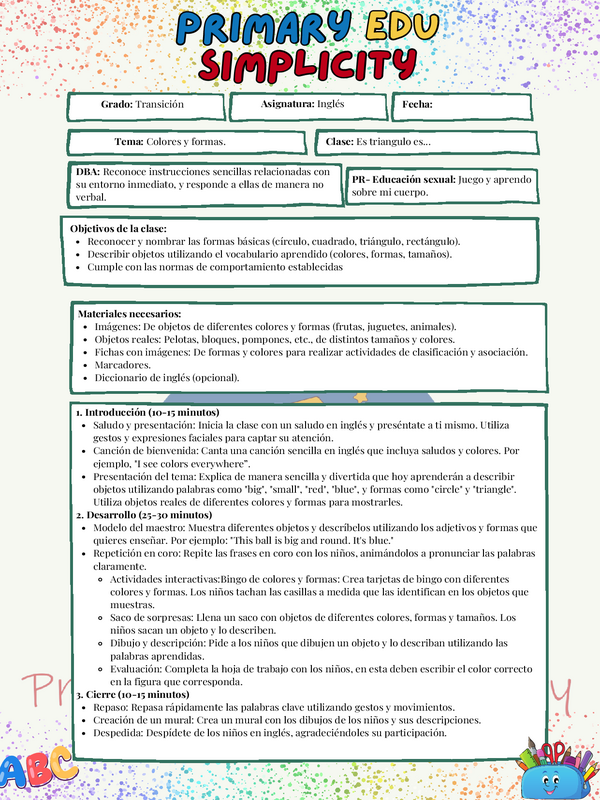 PRIMARY EDU
SIMPLICITY
Grado: Transición
Asignatura: Inglés
Fecha:
Tema: Colores y formas.
Clase: Es triangulo es...
DBA: Reconoce instrucciones sencillas relacionadas con
su entorno inmediato, y responde a ellas de manera no
verbal.
PR- Educación sexual: Juego y aprendo
sobre mi cuerpo.
Objetivos de la clase:
• Reconocer y nombrar las formas básicas (círculo, cuadrado, triángulo, rectángulo).
• Describir objetos utilizando el vocabulario aprendido (colores, formas, tamaños).
• Cumple con las normas de comportamiento establecidas
Materiales necesarios:
• Imágenes: De objetos de diferentes colores y formas (frutas, juguetes, animales).
• Objetos reales: Pelotas, bloques, pompones, etc., de distintos tamaños y colores.
• Fichas con imágenes: De formas y colores para realizar actividades de clasificación y asociación.
• Marcadores.
• Diccionario de inglés (opcional).
1. Introducción (10-15 minutos)
• Saludo y presentación: Inicia la clase con un saludo en inglés y preséntate a ti mismo. Utiliza
gestos y expresiones faciales para captar su atención.
• Canción de bienvenida: Canta una canción sencilla en inglés que incluya saludos y colores. Por
ejemplo, "I see colors everywhere".
• Presentación del tema: Explica de manera sencilla y divertida que hoy aprenderán a describir
objetos utilizando palabras como "big", "small", "red", "blue", y formas como "circle" y "triangle".
Utiliza objetos reales de diferentes colores y formas para mostrarles.
2. Desarrollo (25-30 minutos)
• Modelo del maestro: Muestra diferentes objetos y descríbelos utilizando los adjetivos y formas que
quieres enseñar. Por ejemplo: "This ball is big and round. It's blue."
• Repetición en coro: Repite las frases en coro con los niños, animándolos a pronunciar las palabras
claramente.
◦ Actividades interactivas:Bingo de colores y formas: Crea tarjetas de bingo con diferentes
colores y formas. Los niños tachan las casillas a medida que las identifican en los objetos que
muestras.
◦ Saco de sorpresas: Llena un saco con objetos de diferentes colores, formas y tamaños. Los
niños sacan un objeto y lo describen.
◦ Dibujo y descripción: Pide a los niños que dibujen un objeto y lo describan utilizando las
palabras aprendidas.
◦ Evaluación: Completa la hoja de trabajo con los niños, en esta deben escribir el color correcto
en la figura que corresponda.
3. Cierre (10-15 minutos)
• Repaso: Repasa rápidamente las palabras clave utilizando gestos y movimientos.
• Creación de un mural: Crea un mural con los dibujos de los niños y sus descripciones.
• Despedida: Despídete de los niños en inglés, agradeciéndoles su participación.
ABC